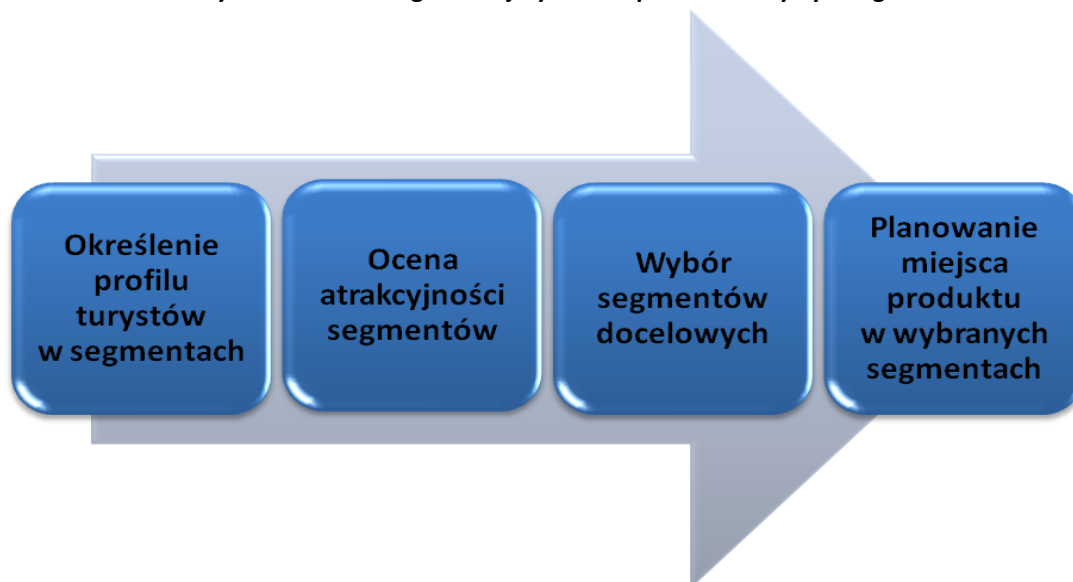 Określenie
profilu
turystów
w segmentach
Ocena
atrakcyjności
segmentów
Wybór
segmentów
docelowych
Planowanie
miejsca
produktu
w wybranych
segmentach